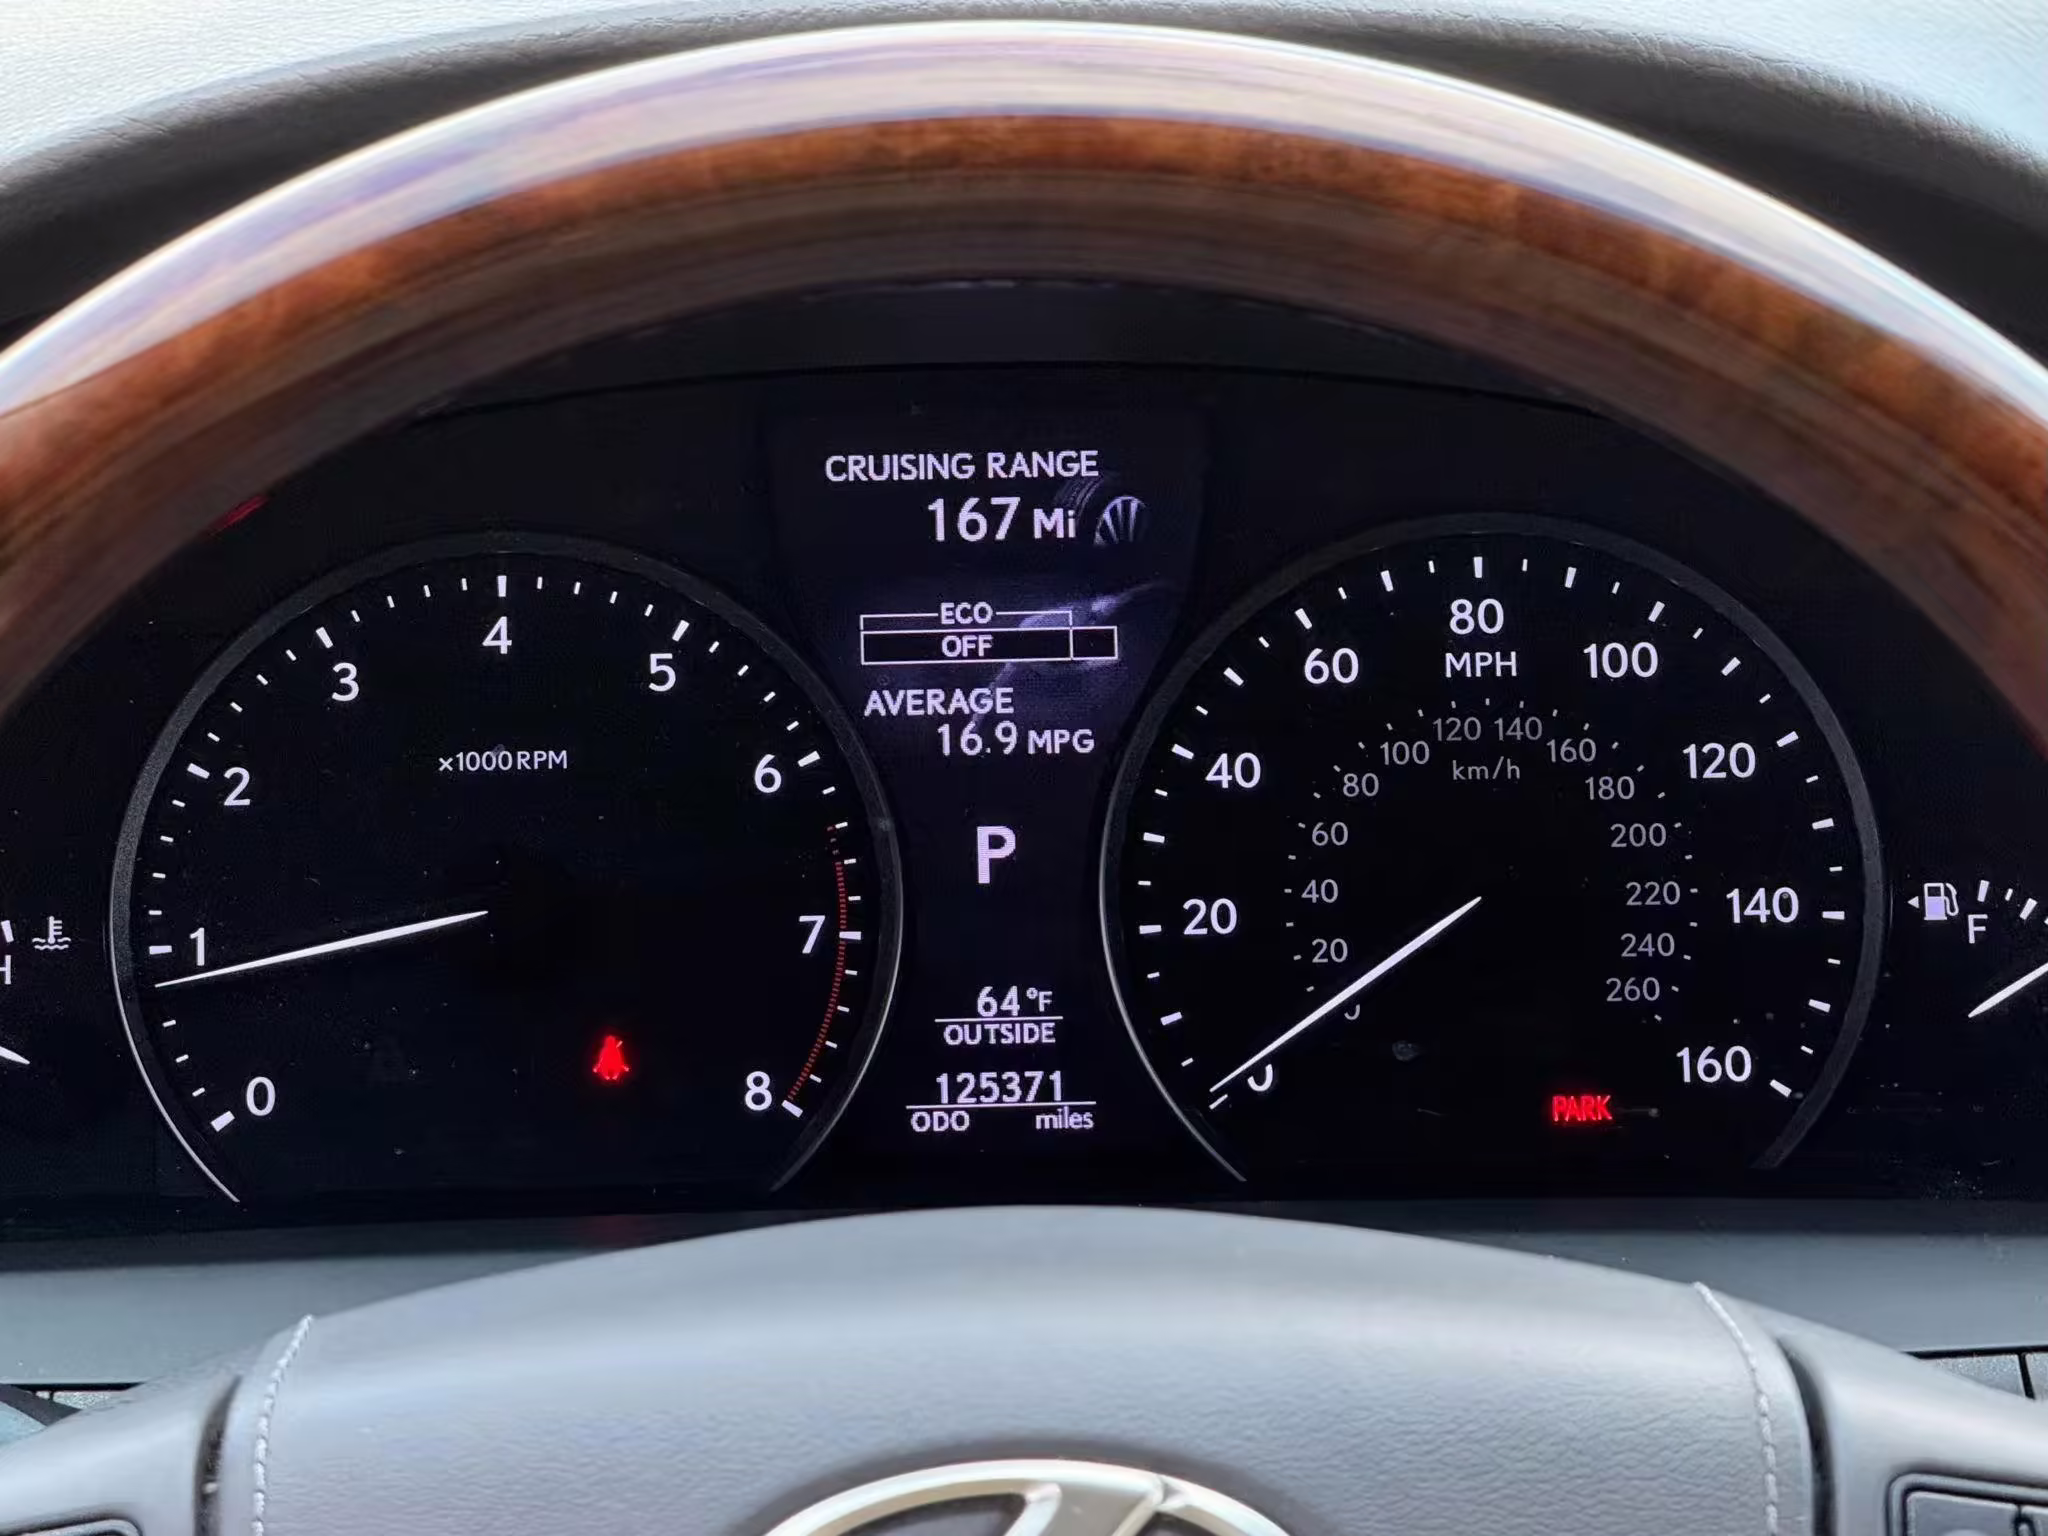 CRUISING RANGE
167 Mi
ECO
OFF
AVERAGE
16.9 MPG
P
64°F
OUTSIDE
125371
ODO miles
0
1
2
3
4
5
6
7
8
×1000RPM
20
40
60
80
100
120
140
160
MPH
20
40
60
80
100
120
140
160
180
200
220
240
260
km/h
PARK
H
F